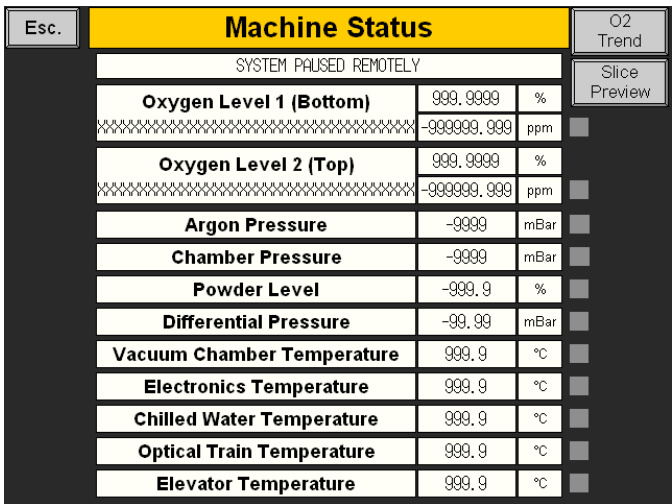 Esc.
Machine Status
O2
Trend
SYSTEM PAUSED REMOTELY
Slice
Preview
Oxygen Level 1 (Bottom)
999.9999
%
XXXXXXXXXXXXXXXXXXXXXXXXXXXXXX
-999999.999
ppm
Oxygen Level 2 (Top)
999.9999
%
XXXXXXXXXXXXXXXXXXXXXXXXXXXXXX
-999999.999
ppm
Argon Pressure
-9999
mBar
Chamber Pressure
-9999
mBar
Powder Level
-999.9
%
Differential Pressure
-99.99
mBar
Vacuum Chamber Temperature
999.9
°C
Electronics Temperature
999.9
°C
Chilled Water Temperature
999.9
°C
Optical Train Temperature
999.9
°C
Elevator Temperature
999.9
°C